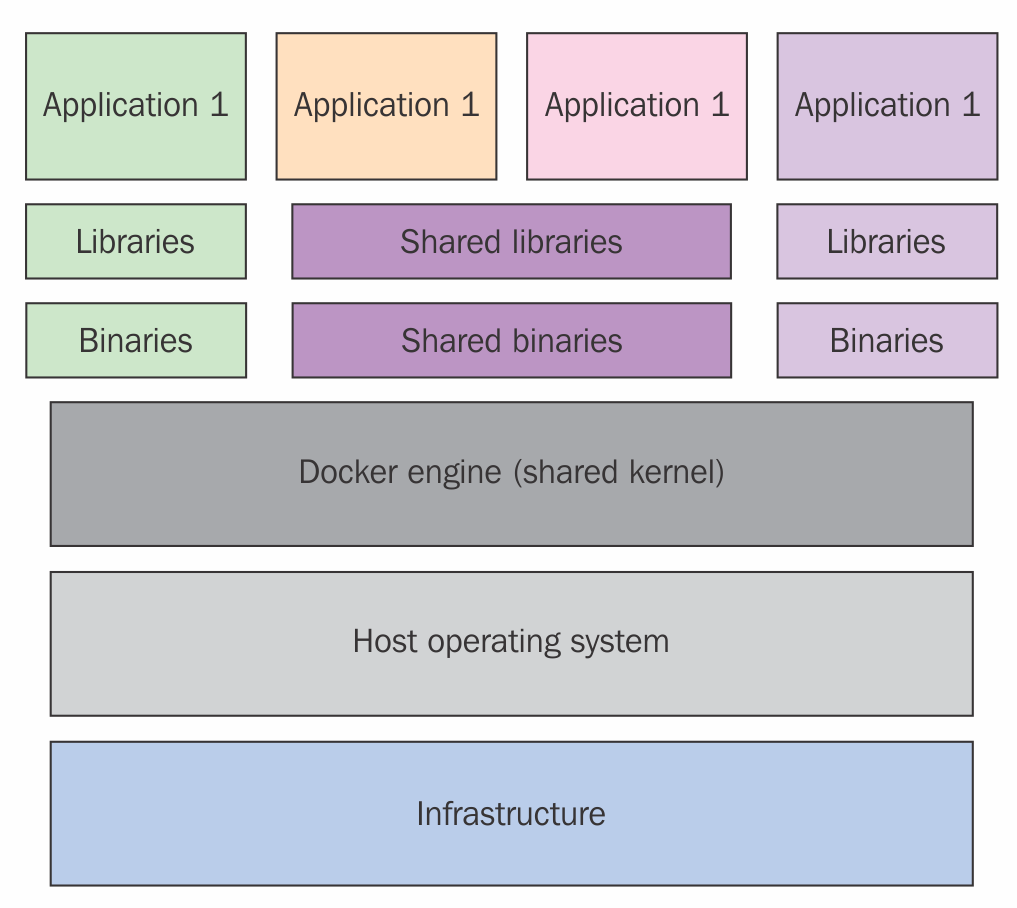 Application 1
Application 1
Application 1
Application 1
Libraries
Shared libraries
Libraries
Binaries
Shared binaries
Binaries
Docker engine (shared kernel)
Host operating system
Infrastructure